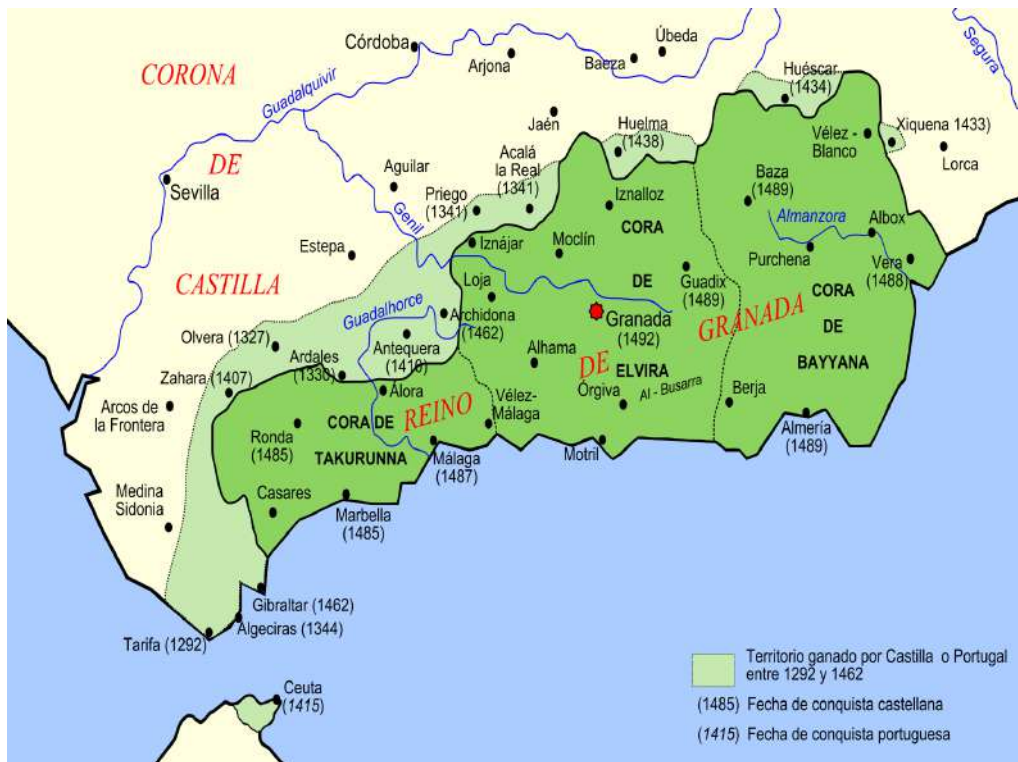 Córdoba
Úbeda
Arjona
Baeza
Segura
CORONA
Huéscar
(1434)
Guadalquivir
Jaén
Huelma
(1438)
Vélez -
Blanco
Xiquena 1433)
Lorca
DE
Acalá
la Real
(1341)
Aguilar
Sevilla
Priego
(1341)
Baza
(1489)
Iznalloz
Genil
CORA
Almanzora
Albox
Estepa
Iznájar
Moclín
Purchena
Vera
(1488)
CASTILLA
Loja
DE
Guadix
(1489)
CORA
Guadalhorce
Archidona
(1462)
Granada
(1492)
GRANADA
DE
Olvera (1327)
Ardales
(1330)
Antequera
(1410)
Alhama
DE
ELVIRA
BAYYANA
Zahara (1407)
Álora
REINO
Órgiva
Al - Busarra
Berja
Arcos de
la Frontera
CORA DE
Vélez-
Málaga
Ronda
(1485)
TAKURUNNA
Málaga
(1487)
Motril
Almería
(1489)
Medina
Sidonia
Casares
Marbella
(1485)
Gibraltar (1462)
Algeciras (1344)
Tarifa (1292)
Ceuta
(1415)
Territorio ganado por Castilla o Portugal
entre 1292 y 1462
(1485) Fecha de conquista castellana
(1415) Fecha de conquista portuguesa